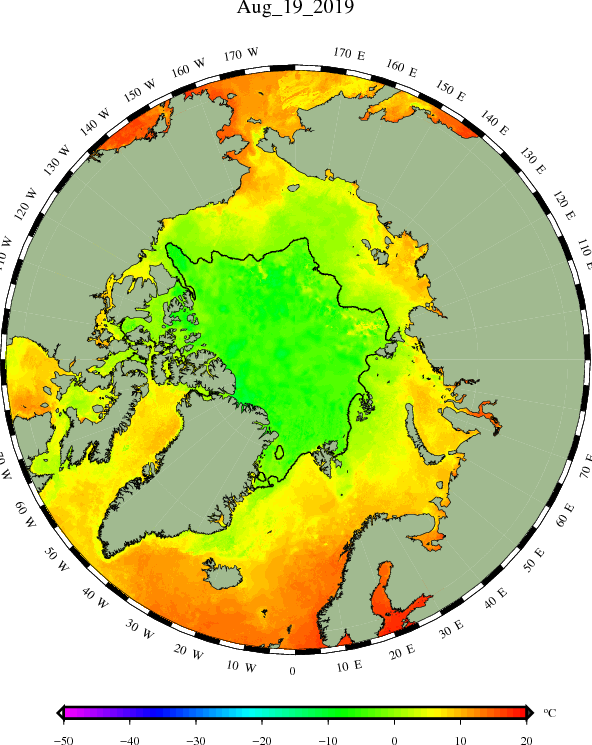 Aug_19_2019
170 W
170 E
160 W
160 E
150 W
150 E
140 W
140 E
130 W
130 E
120 W
120 E
110 E
70 E
60 W
60 E
50 W
50 E
40 W
40 E
30 W
30 E
20 W
20 E
10 W
10 E
0
°C
−50
−40
−30
−20
−10
0
10
20